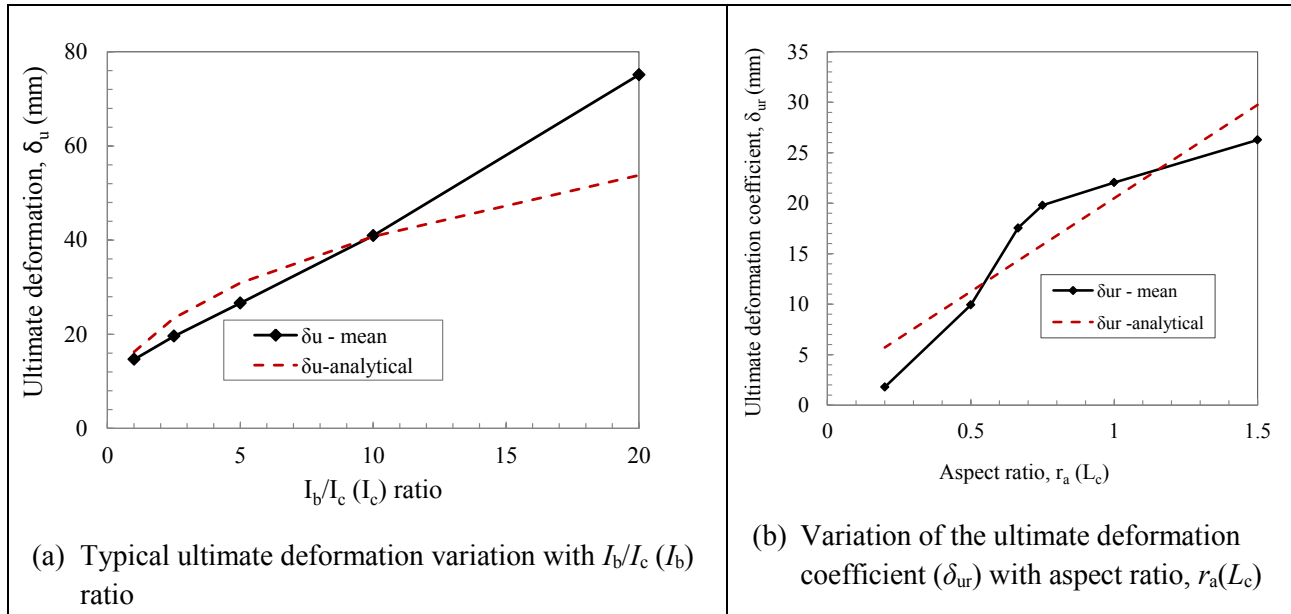 80
60
40
20
0
0
5
10
15
20
Ultimate deformation, δu (mm)
δu - mean
δu-analytical
Ib/Ic (Ic) ratio
(a) Typical ultimate deformation variation with Ib/Ic (Ib)
ratio
35
30
25
20
15
10
5
0
0
0.5
1
1.5
Ultimate deformation coefficient, δur (mm)
δur - mean
δur -analytical
Aspect ratio, ra (Lc)
(b) Variation of the ultimate deformation
coefficient (δur) with aspect ratio, ra(Lc)